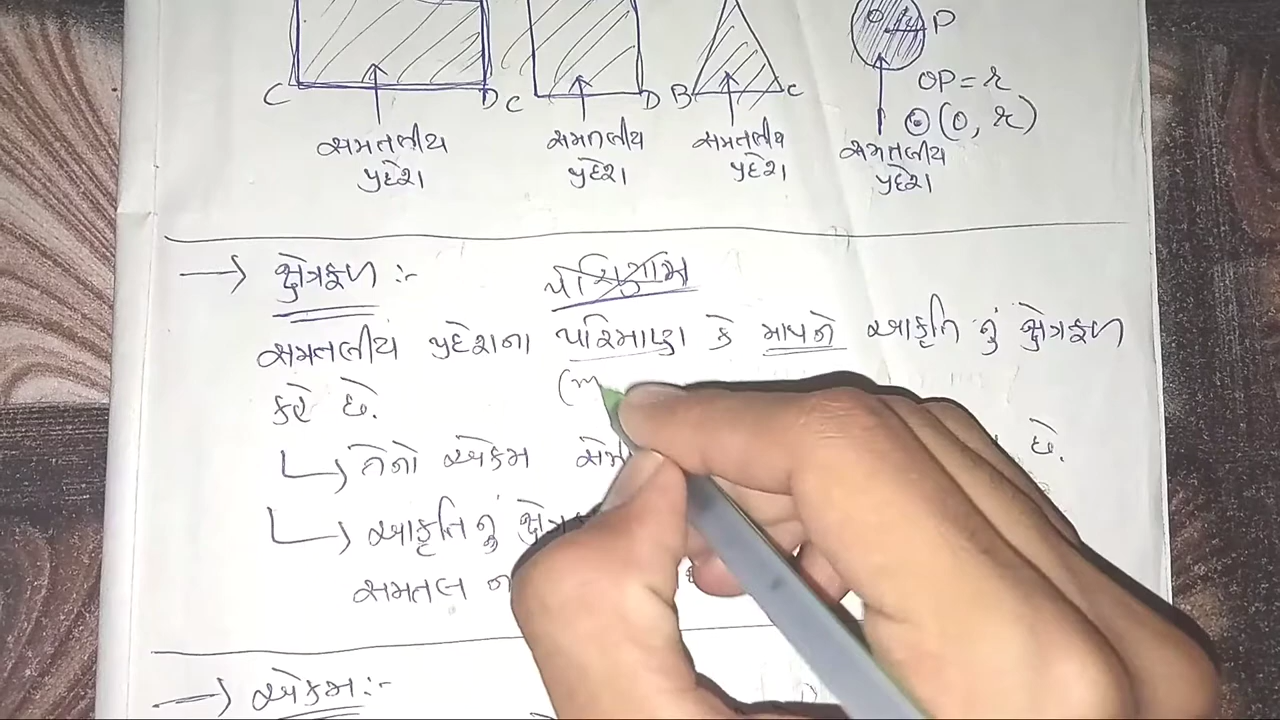 C D C D B C
O r P
OP = r
⊙(O, r)
સમતલીય પ્રદેશ
સમતલીય પ્રદેશ
સમતલીય પ્રદેશ
સમતલીય પ્રદેશ
→ ક્ષેત્રફળ :-
સમતલીય પ્રદેશના પરિમાણ કે માપને આકૃતિ નું ક્ષેત્રફળ
કહે છે.
(m
↳ તેનો એકમ છે.
↳ આકૃતિ નું
સમતલ
→ એકમ :-